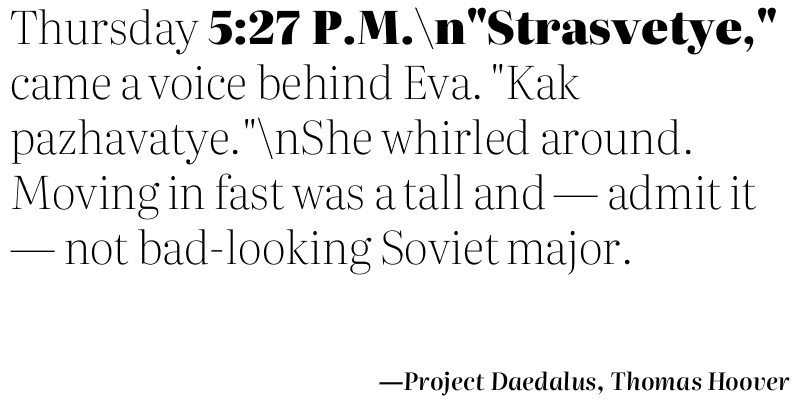 Thursday 5:27 P.M.\n"Strasvetye,"
came a voice behind Eva. "Kak
pazhavatye."\nShe whirled around.
Moving in fast was a tall and — admit it
— not bad-looking Soviet major.
—Project Daedalus, Thomas Hoover